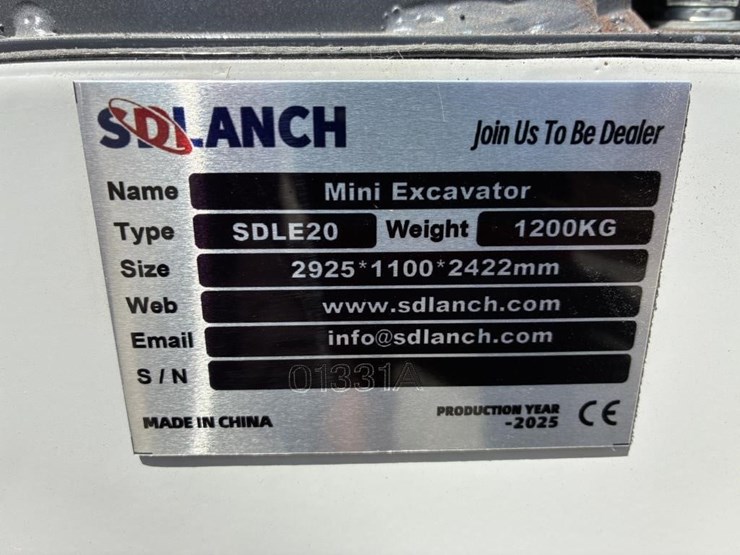 SDLANCH Join Us To Be Dealer
Name Mini Excavator
Type SDLE20 Weight 1200KG
Size 2925*1100*2422mm
Web www.sdlanch.com
Email info@sdlanch.com
S/N 01331A
MADE IN CHINA PRODUCTION YEAR
-2025 CE